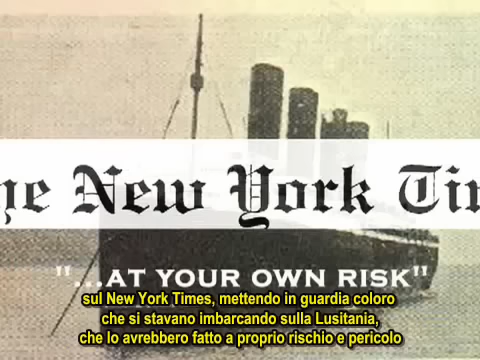 he New York Tim
"...AT YOUR OWN RISK"
sul New York Times, mettendo in guardia coloro
che si stavano imbarcando sulla Lusitania,
che lo avrebbero fatto a proprio rischio e pericolo